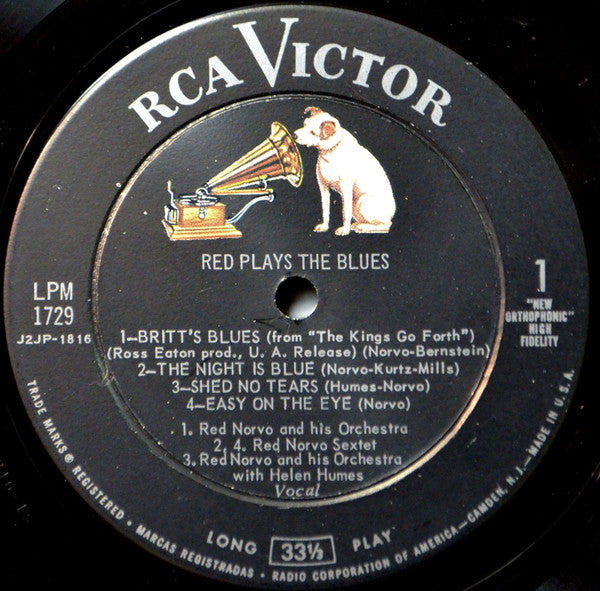 RCA VICTOR
RED PLAYS THE BLUES
LPM
1729
J2JP-1816
1
"NEW
ORTHOPHONIC"
HIGH
FIDELITY
1—BRITT'S BLUES (from "The Kings Go Forth")
(Ross Eaton prod., U. A. Release) (Norvo-Bernstein)
2—THE NIGHT IS BLUE (Norvo-Kurtz-Mills)
3—SHED NO TEARS (Humes-Norvo)
4—EASY ON THE EYE (Norvo)
1. Red Norvo and his Orchestra
2, 4. Red Norvo Sextet
3. Red Norvo and his Orchestra
with Helen Humes
Vocal
LONG 33⅓ PLAY
TRADE MARKS ® REGISTERED • MARCAS REGISTRADAS • RADIO CORPORATION OF AMERICA—CAMDEN, N.J.—MADE IN U.S.A.